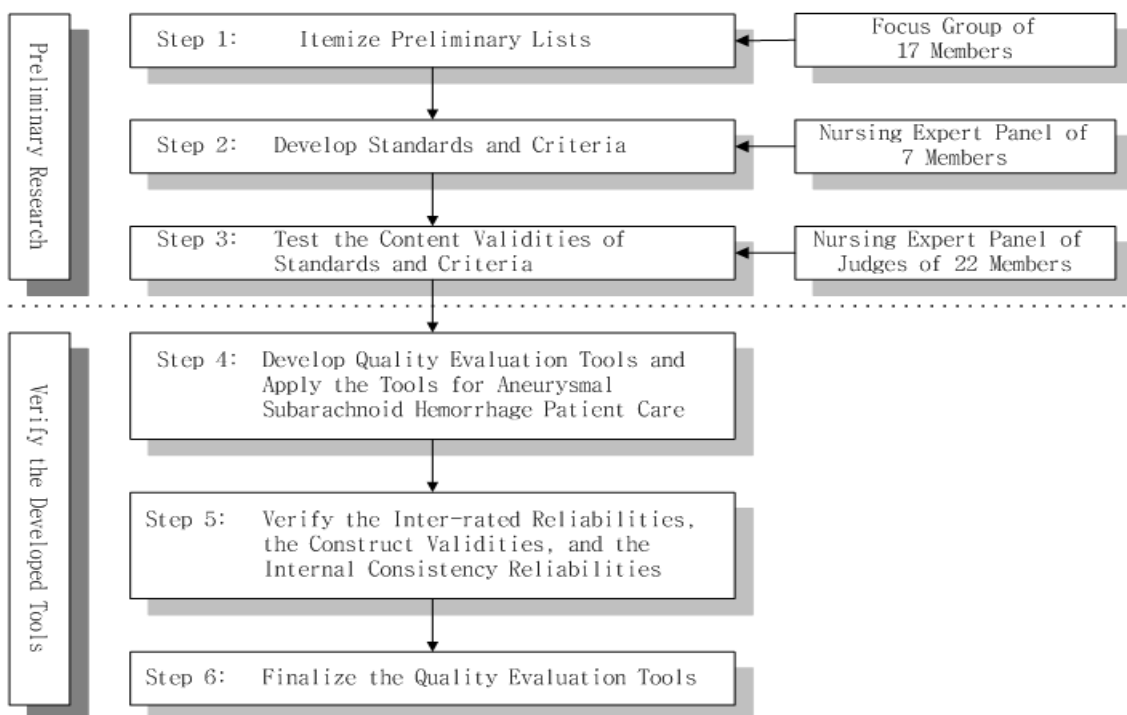 Preliminary Research
Step 1: Itemize Preliminary Lists
Focus Group of
17 Members
Step 2: Develop Standards and Criteria
Nursing Expert Panel of
7 Members
Step 3: Test the Content Validities of
Standards and Criteria
Nursing Expert Panel of
Judges of 22 Members
Verify the Developed Tools
Step 4: Develop Quality Evaluation Tools and
Apply the Tools for Aneurysmal
Subarachnoid Hemorrhage Patient Care
Step 5: Verify the Inter-rated Reliabilities,
the Construct Validities, and the
Internal Consistency Reliabilities
Step 6: Finalize the Quality Evaluation Tools